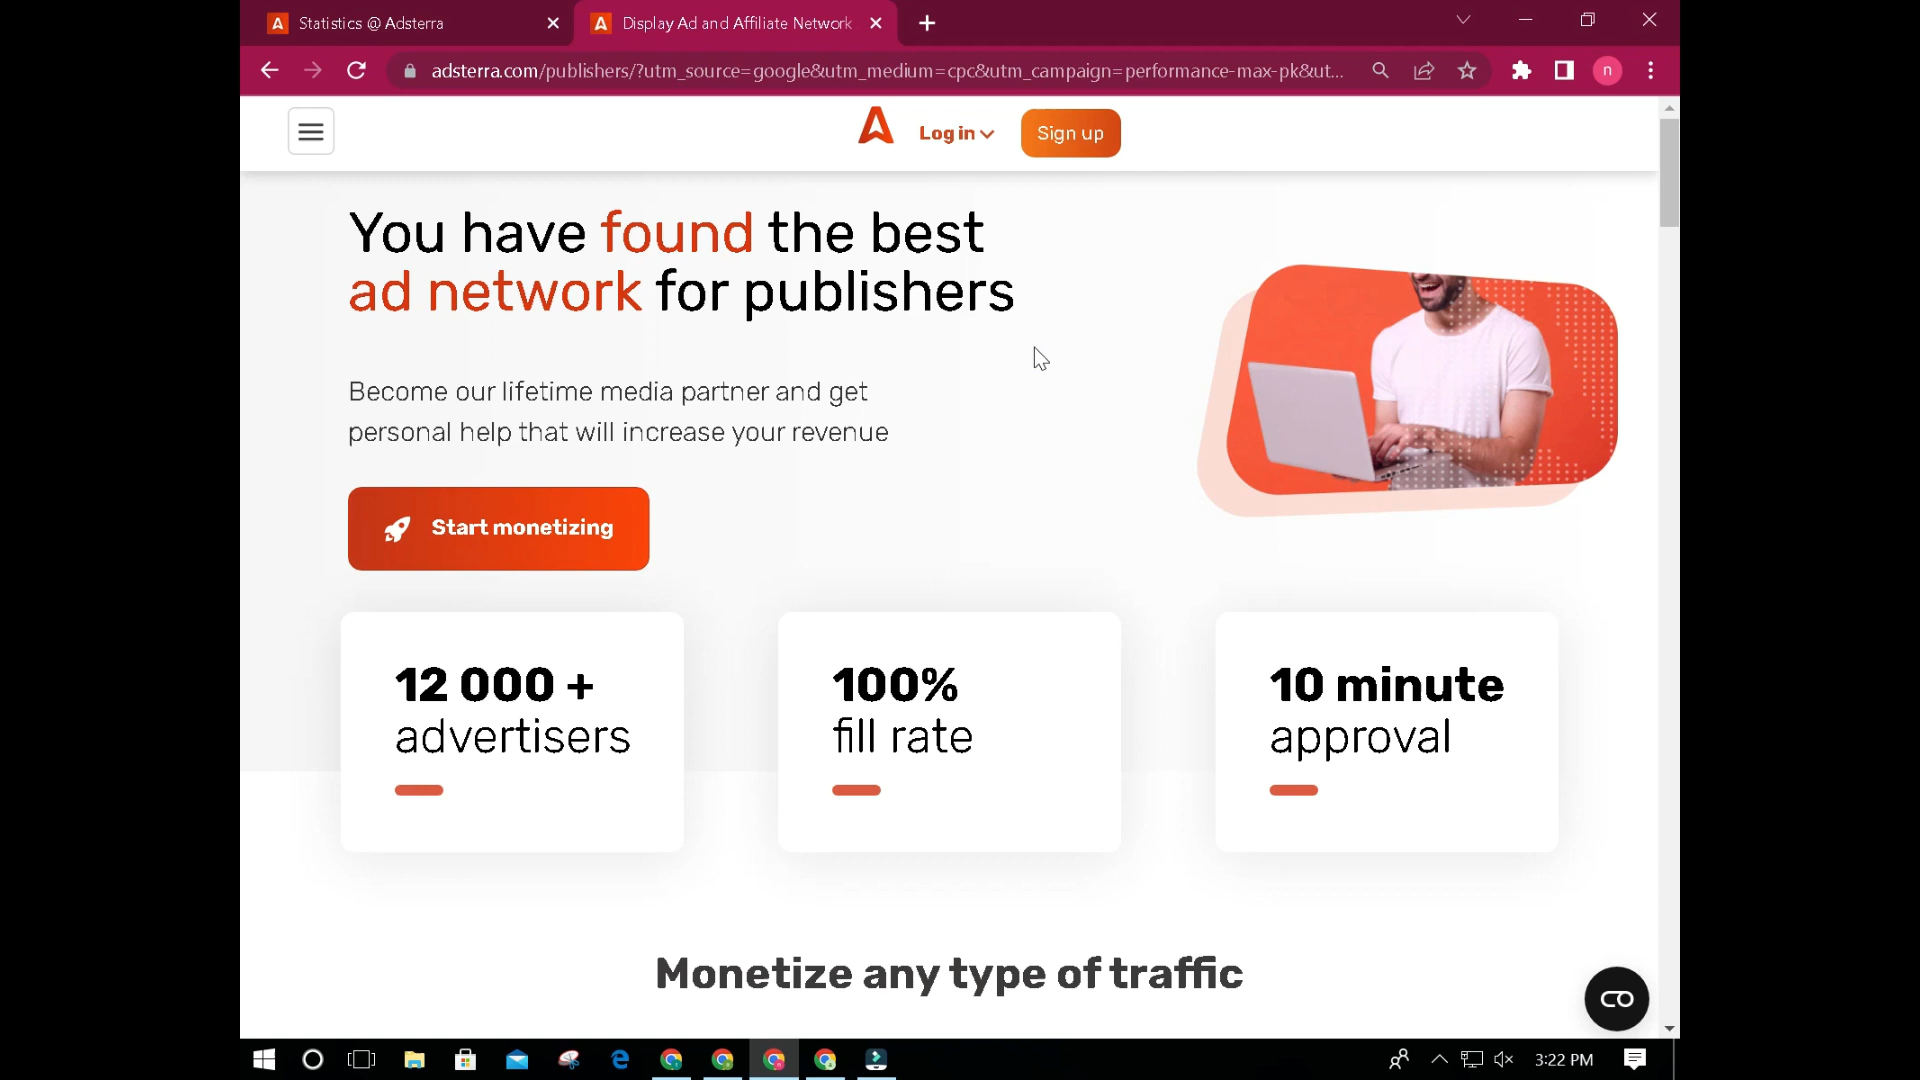 Statistics @ Adsterra
Display Ad and Affiliate Network
adsterra.com/publishers/?utm_source=google&utm_medium=cpc&utm_campaign=performance-max-pk&ut...
n
Log in
Sign up
You have found the best
ad network for publishers
Become our lifetime media partner and get
personal help that will increase your revenue
Start monetizing
12 000 +
advertisers
100%
fill rate
10 minute
approval
Monetize any type of traffic
3:22 PM